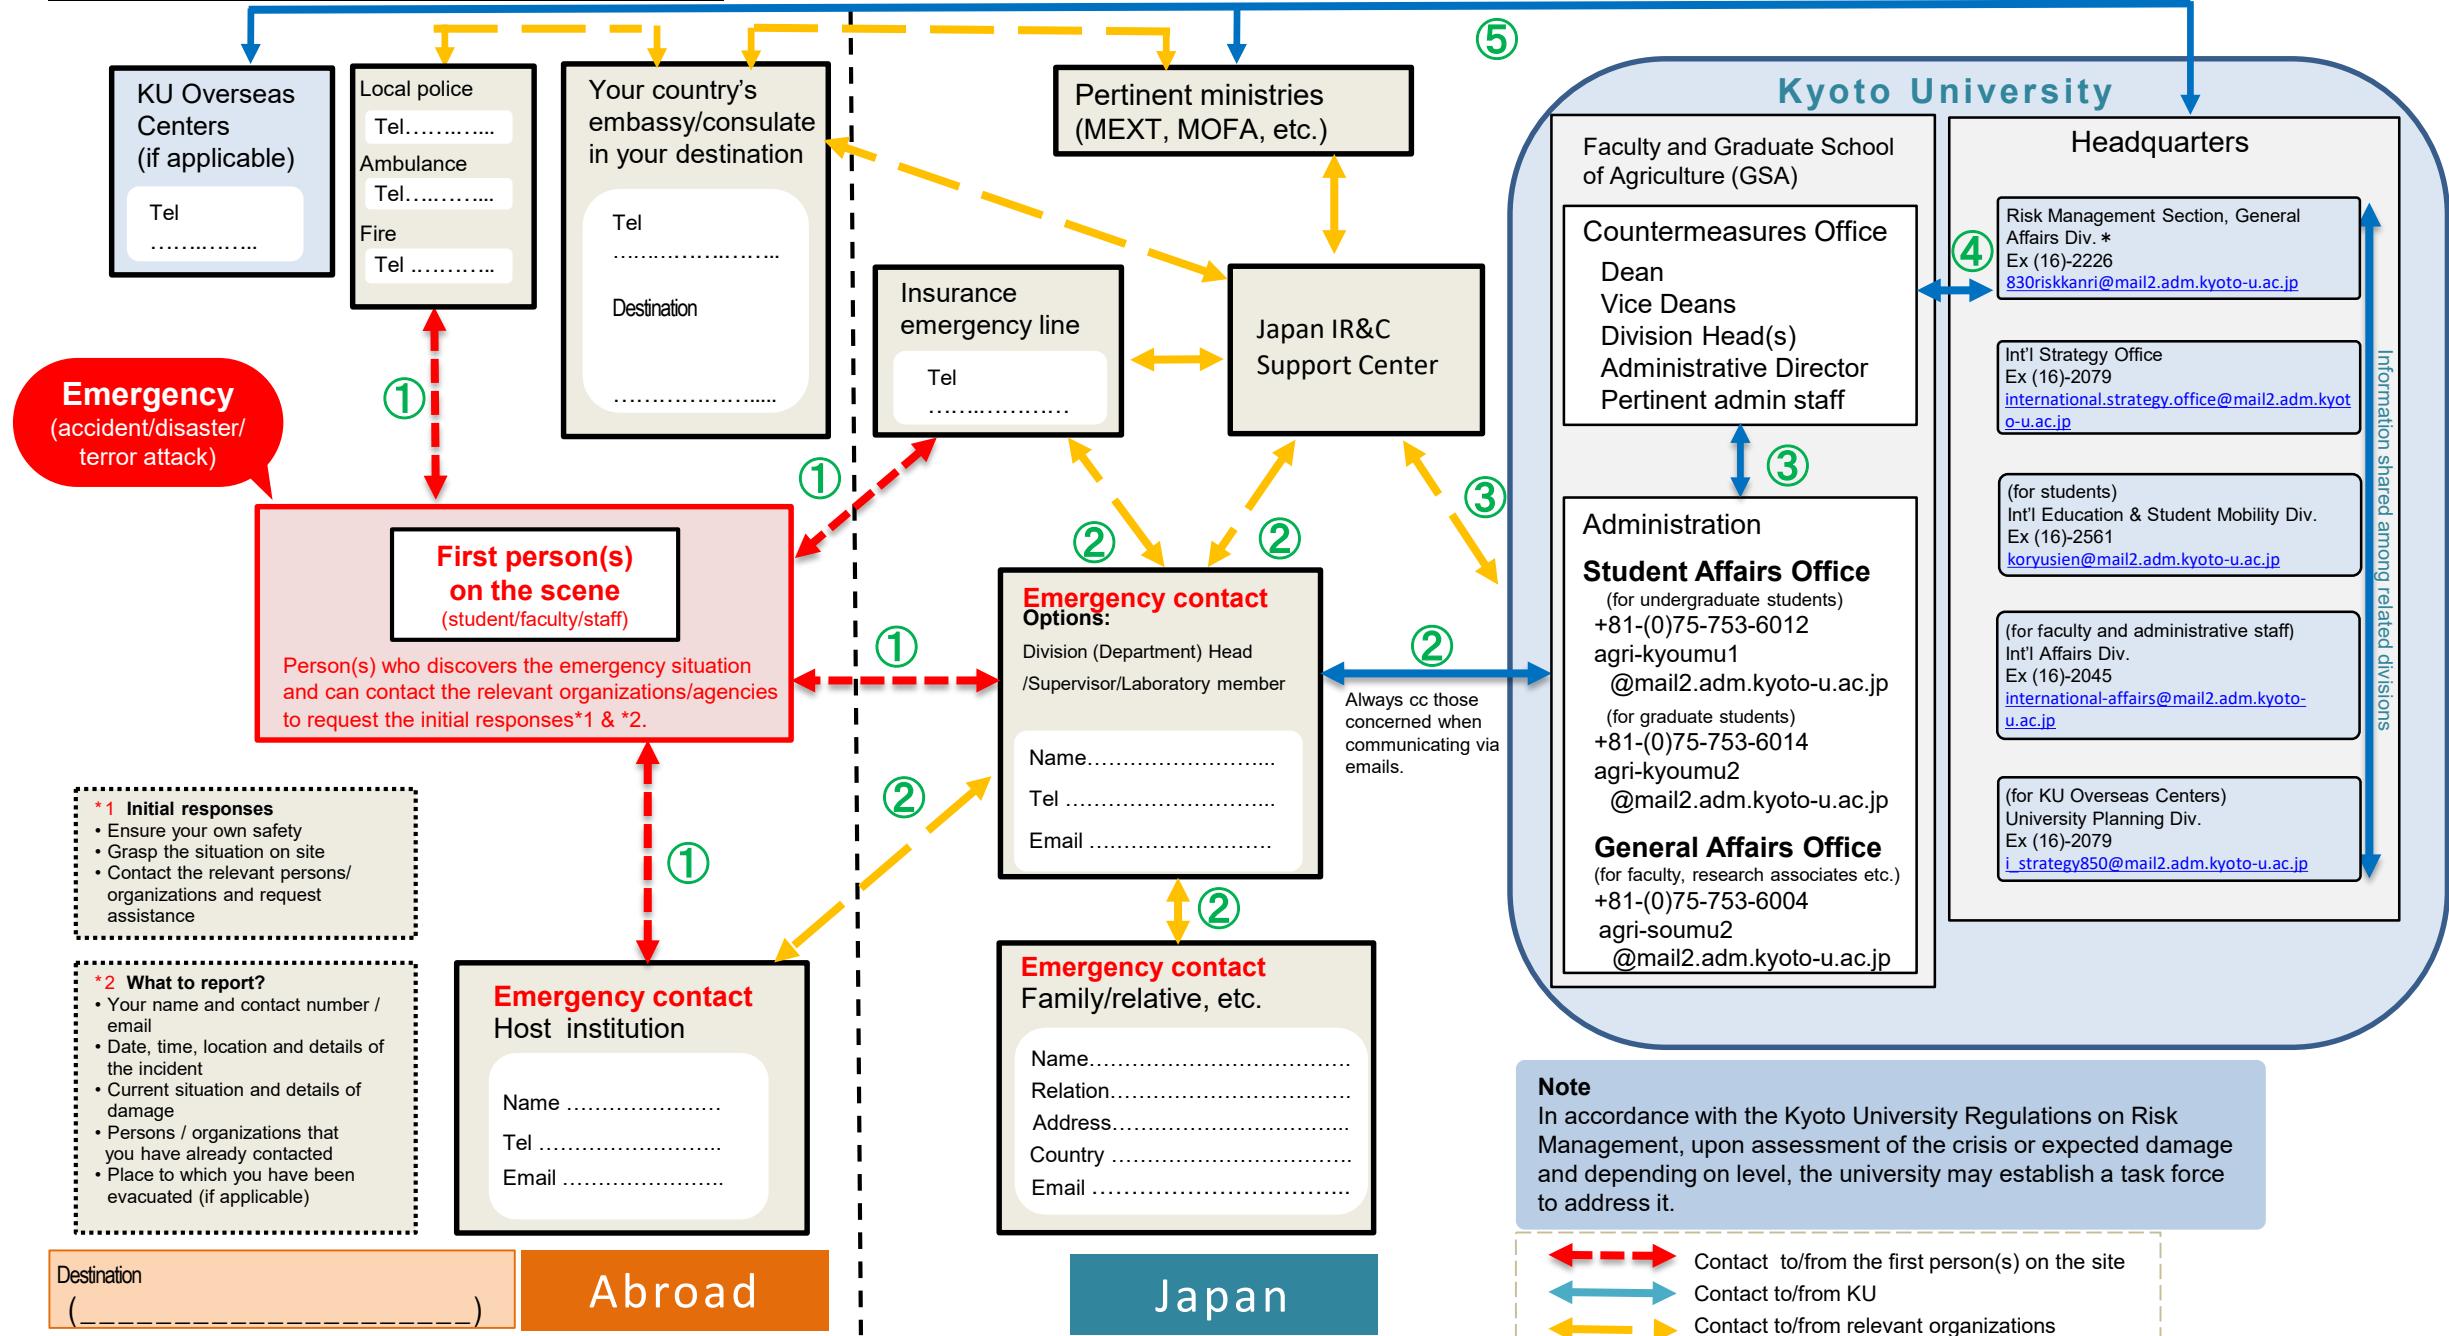 ⑤
KU Overseas
Centers
(if applicable)
Tel
…………..
Local police
Tel…………..
Ambulance
Tel…………..
Fire
Tel …………..
Your country's
embassy/consulate
in your destination
Tel
…………………..
Destination
…………………..
Pertinent ministries
(MEXT, MOFA, etc.)
Insurance
emergency line
Tel
………………
Japan IR&C
Support Center
Emergency
(accident/disaster/
terror attack)
①
①
First person(s)
on the scene
(student/faculty/staff)
Person(s) who discovers the emergency situation
and can contact the relevant organizations/agencies
to request the initial responses*1 & *2.
①
①
②
②
②
②
②
③
Emergency contact
Options:
Division (Department) Head
/Supervisor/Laboratory member
Name……………………...
Tel ………………………...
Email …………………….
Always cc those
concerned when
communicating via
emails.
*1 Initial responses
• Ensure your own safety
• Grasp the situation on site
• Contact the relevant persons/
organizations and request
assistance
*2 What to report?
• Your name and contact number /
email
• Date, time, location and details of
the incident
• Current situation and details of
damage
• Persons / organizations that
you have already contacted
• Place to which you have been
evacuated (if applicable)
Emergency contact
Host institution
Name ………………….
Tel ……………………..
Email …………………..
Emergency contact
Family/relative, etc.
Name……………………………….
Relation…………………………….
Address…………………………...
Country …………………………….
Email …………………………...
Destination
(______________________)
Abroad
Japan
Kyoto University
Faculty and Graduate School
of Agriculture (GSA)
Countermeasures Office
Dean
Vice Deans
Division Head(s)
Administrative Director
Pertinent admin staff
③
Administration
Student Affairs Office
(for undergraduate students)
+81-(0)75-753-6012
agri-kyoumu1
@mail2.adm.kyoto-u.ac.jp
(for graduate students)
+81-(0)75-753-6014
agri-kyoumu2
@mail2.adm.kyoto-u.ac.jp
General Affairs Office
(for faculty, research associates etc.)
+81-(0)75-753-6004
agri-soumu2
@mail2.adm.kyoto-u.ac.jp
④
Headquarters
Risk Management Section, General
Affairs Div.＊
Ex (16)-2226
830riskkanri@mail2.adm.kyoto-u.ac.jp
Int'l Strategy Office
Ex (16)-2079
international.strategy.office@mail2.adm.kyot
o-u.ac.jp
(for students)
Int'l Education & Student Mobility Div.
Ex (16)-2561
koryusien@mail2.adm.kyoto-u.ac.jp
(for faculty and administrative staff)
Int'l Affairs Div.
Ex (16)-2045
international-affairs@mail2.adm.kyoto-
u.ac.jp
(for KU Overseas Centers)
University Planning Div.
Ex (16)-2079
i_strategy850@mail2.adm.kyoto-u.ac.jp
Information shared among related divisions
Note
In accordance with the Kyoto University Regulations on Risk
Management, upon assessment of the crisis or expected damage
and depending on level, the university may establish a task force
to address it.
Contact to/from the first person(s) on the site
Contact to/from KU
Contact to/from relevant organizations